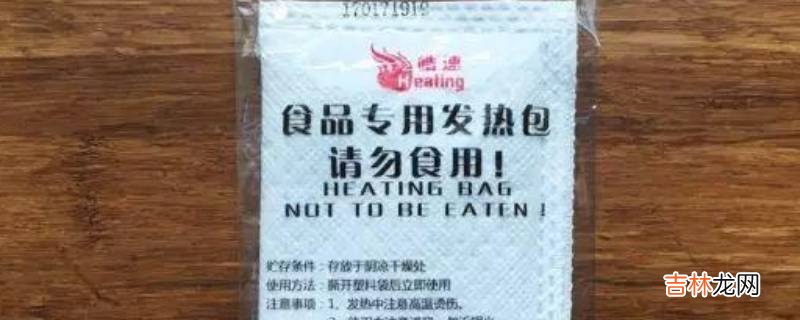 170171919
皓速
Heating
食品专用发热包
请勿食用！
HEATING BAG
NOT TO BE EATEN！
贮存条件：存放于阴凉干燥处
使用方法：撕开塑料袋后立即使用
注意事项：1、发热中注意高温烫伤。
吉林龙网